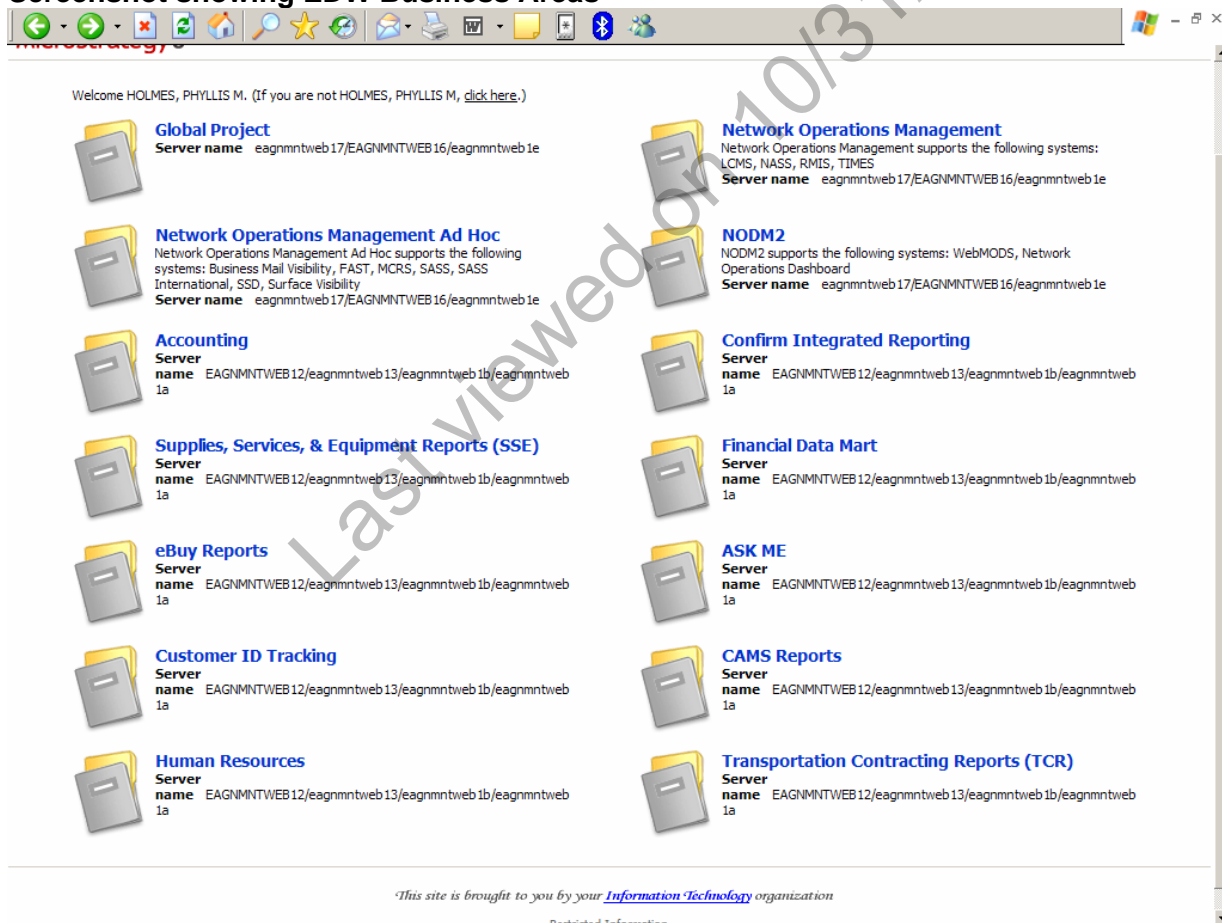 Screenshot showing EDW Business Areas
MicroStrategy 8
Welcome HOLMES, PHYLLIS M. (If you are not HOLMES, PHYLLIS M, click here.)
Global Project
Server name eagnmntweb17/EAGNMNTWEB16/eagnmntweb1e
Network Operations Management
Network Operations Management supports the following systems:
LCMS, NASS, RMIS, TIMES
Server name eagnmntweb17/EAGNMNTWEB16/eagnmntweb1e
Network Operations Management Ad Hoc
Network Operations Management Ad Hoc supports the following
systems: Business Mail Visibility, FAST, MCRS, SASS, SASS
International, SSD, Surface Visibility
Server name eagnmntweb17/EAGNMNTWEB16/eagnmntweb1e
NODM2
NODM2 supports the following systems: WebMODS, Network
Operations Dashboard
Server name eagnmntweb17/EAGNMNTWEB16/eagnmntweb1e
Accounting
Server
name EAGNMNTWEB12/eagnmntweb13/eagnmntweb1b/eagnmntweb
1a
Confirm Integrated Reporting
Server
name EAGNMNTWEB12/eagnmntweb13/eagnmntweb1b/eagnmntweb
1a
Supplies, Services, & Equipment Reports (SSE)
Server
name EAGNMNTWEB12/eagnmntweb13/eagnmntweb1b/eagnmntweb
1a
Financial Data Mart
Server
name EAGNMNTWEB12/eagnmntweb13/eagnmntweb1b/eagnmntweb
1a
eBuy Reports
Server
name EAGNMNTWEB12/eagnmntweb13/eagnmntweb1b/eagnmntweb
1a
ASK ME
Server
name EAGNMNTWEB12/eagnmntweb13/eagnmntweb1b/eagnmntweb
1a
Customer ID Tracking
Server
name EAGNMNTWEB12/eagnmntweb13/eagnmntweb1b/eagnmntweb
1a
CAMS Reports
Server
name EAGNMNTWEB12/eagnmntweb13/eagnmntweb1b/eagnmntweb
1a
Human Resources
Server
name EAGNMNTWEB12/eagnmntweb13/eagnmntweb1b/eagnmntweb
1a
Transportation Contracting Reports (TCR)
Server
name EAGNMNTWEB12/eagnmntweb13/eagnmntweb1b/eagnmntweb
1a
This site is brought to you by your Information Technology organization
Restricted Information
Last viewed on 10/31/